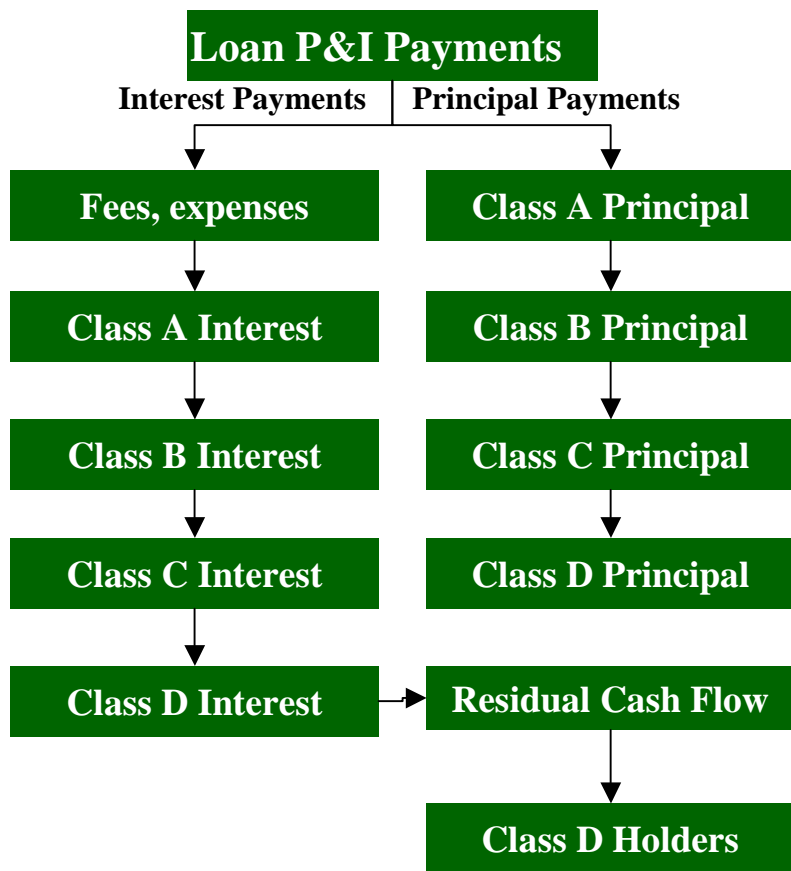 Loan P&I Payments
Interest Payments
Principal Payments
Fees, expenses
Class A Principal
Class A Interest
Class B Principal
Class B Interest
Class C Principal
Class C Interest
Class D Principal
Class D Interest
Residual Cash Flow
Class D Holders